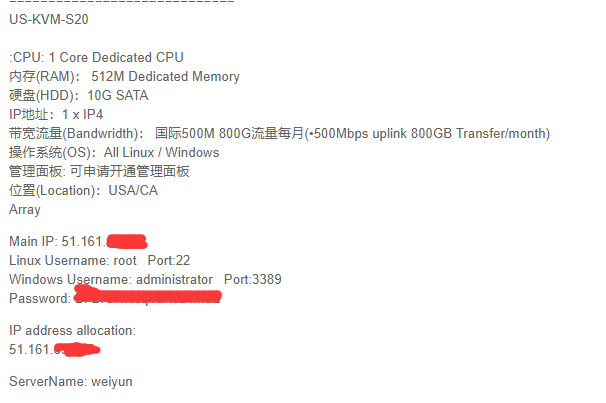 US-KVM-S20
:CPU: 1 Core Dedicated CPU
内存(RAM)： 512M Dedicated Memory
硬盘(HDD)：10G SATA
IP地址：1 x IP4
带宽流量(Bandwridth)： 国际500M 800G流量每月(•500Mbps uplink 800GB Transfer/month)
操作系统(OS)：All Linux / Windows
管理面板: 可申请开通管理面板
位置(Location)：USA/CA
Array
Main IP: 51.161.
Linux Username: root Port:22
Windows Username: administrator Port:3389
Password:
IP address allocation:
51.161.
ServerName: weiyun